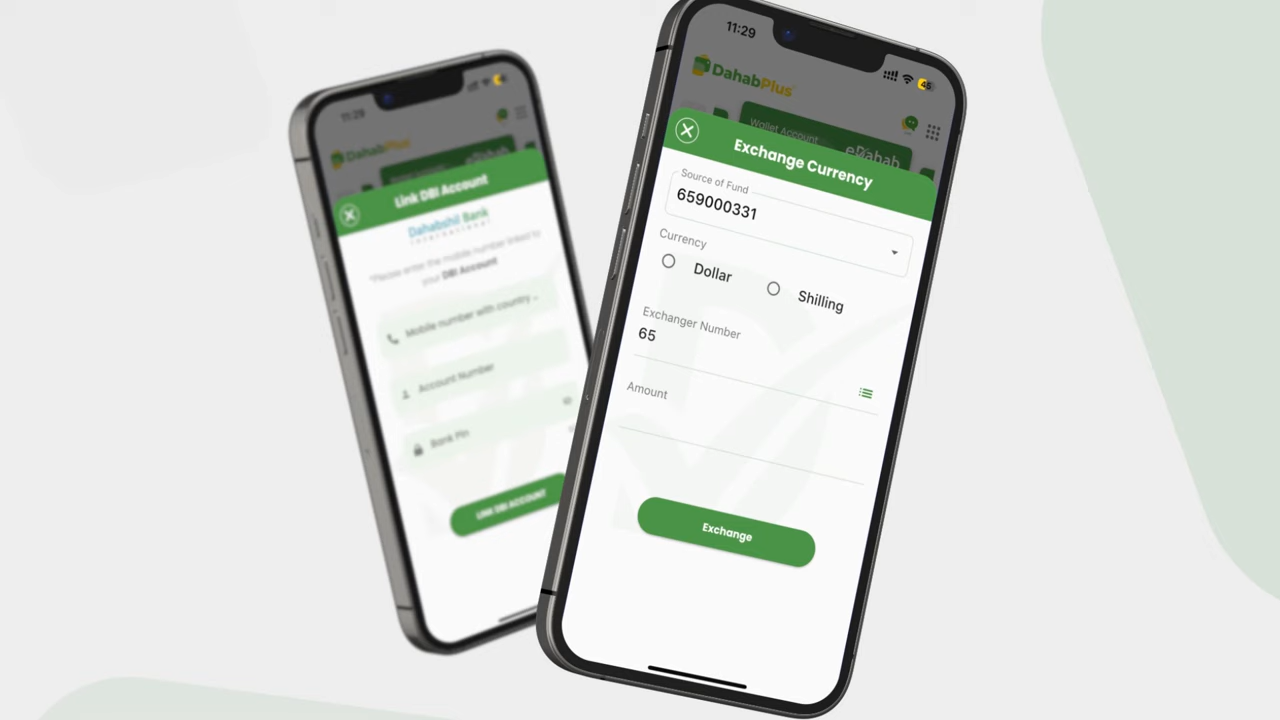 11:29
DahabPlus
Link DBI Account
Dahabshil Bank
International
*Please enter the mobile number linked by
your DBI Account
Mobile number with country ..
Account Number
Bank Pin
LINK DBI ACCOUNT
11:29
45
DahabPlus
Wallet Account
eDahab
Exchange Currency
Source of Fund
659000331
Currency
Dollar
Shilling
Exchanger Number
65
Amount
Exchange